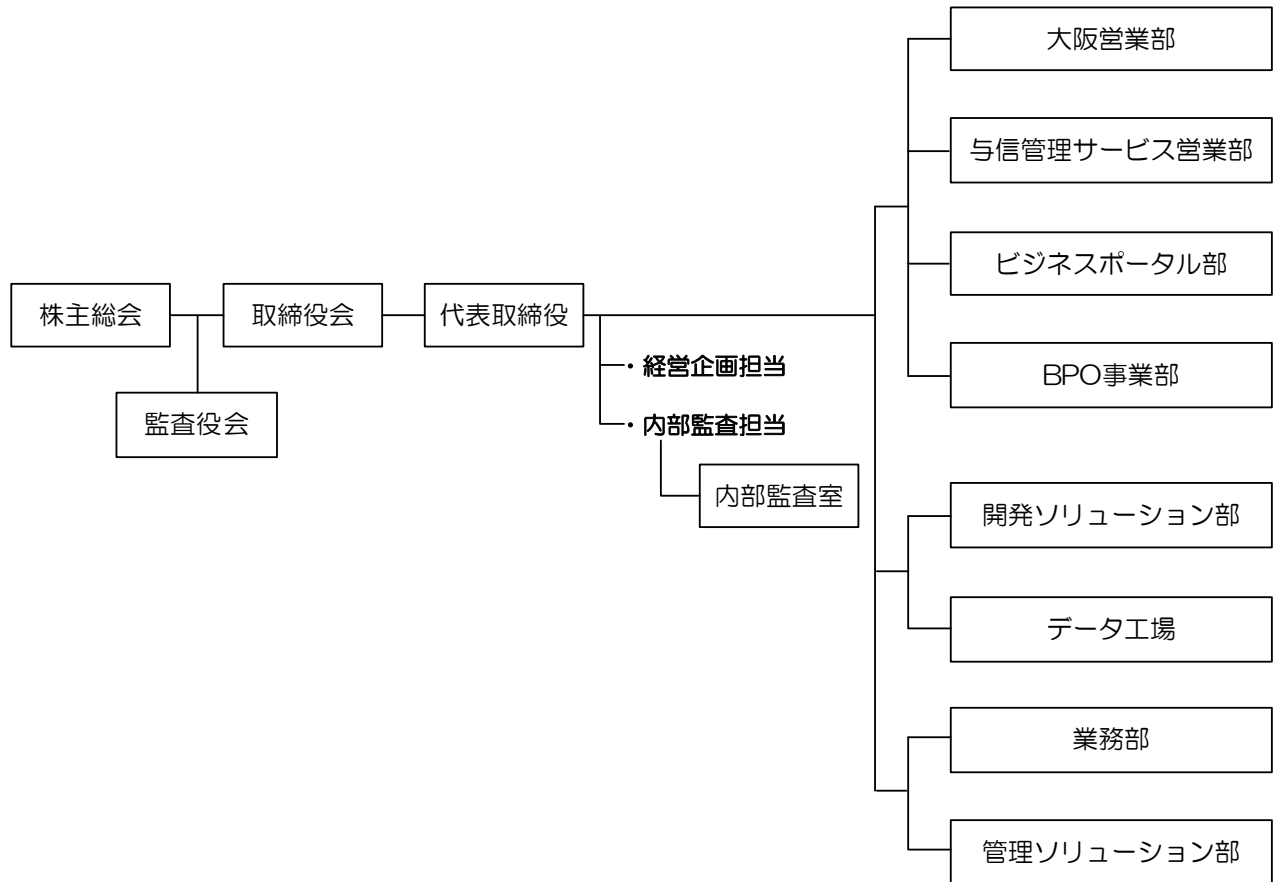 株主総会
取締役会
代表取締役
監査役会
・経営企画担当
・内部監査担当
内部監査室
大阪営業部
与信管理サービス営業部
ビジネスポータル部
BPO事業部
開発ソリューション部
データ工場
業務部
管理ソリューション部